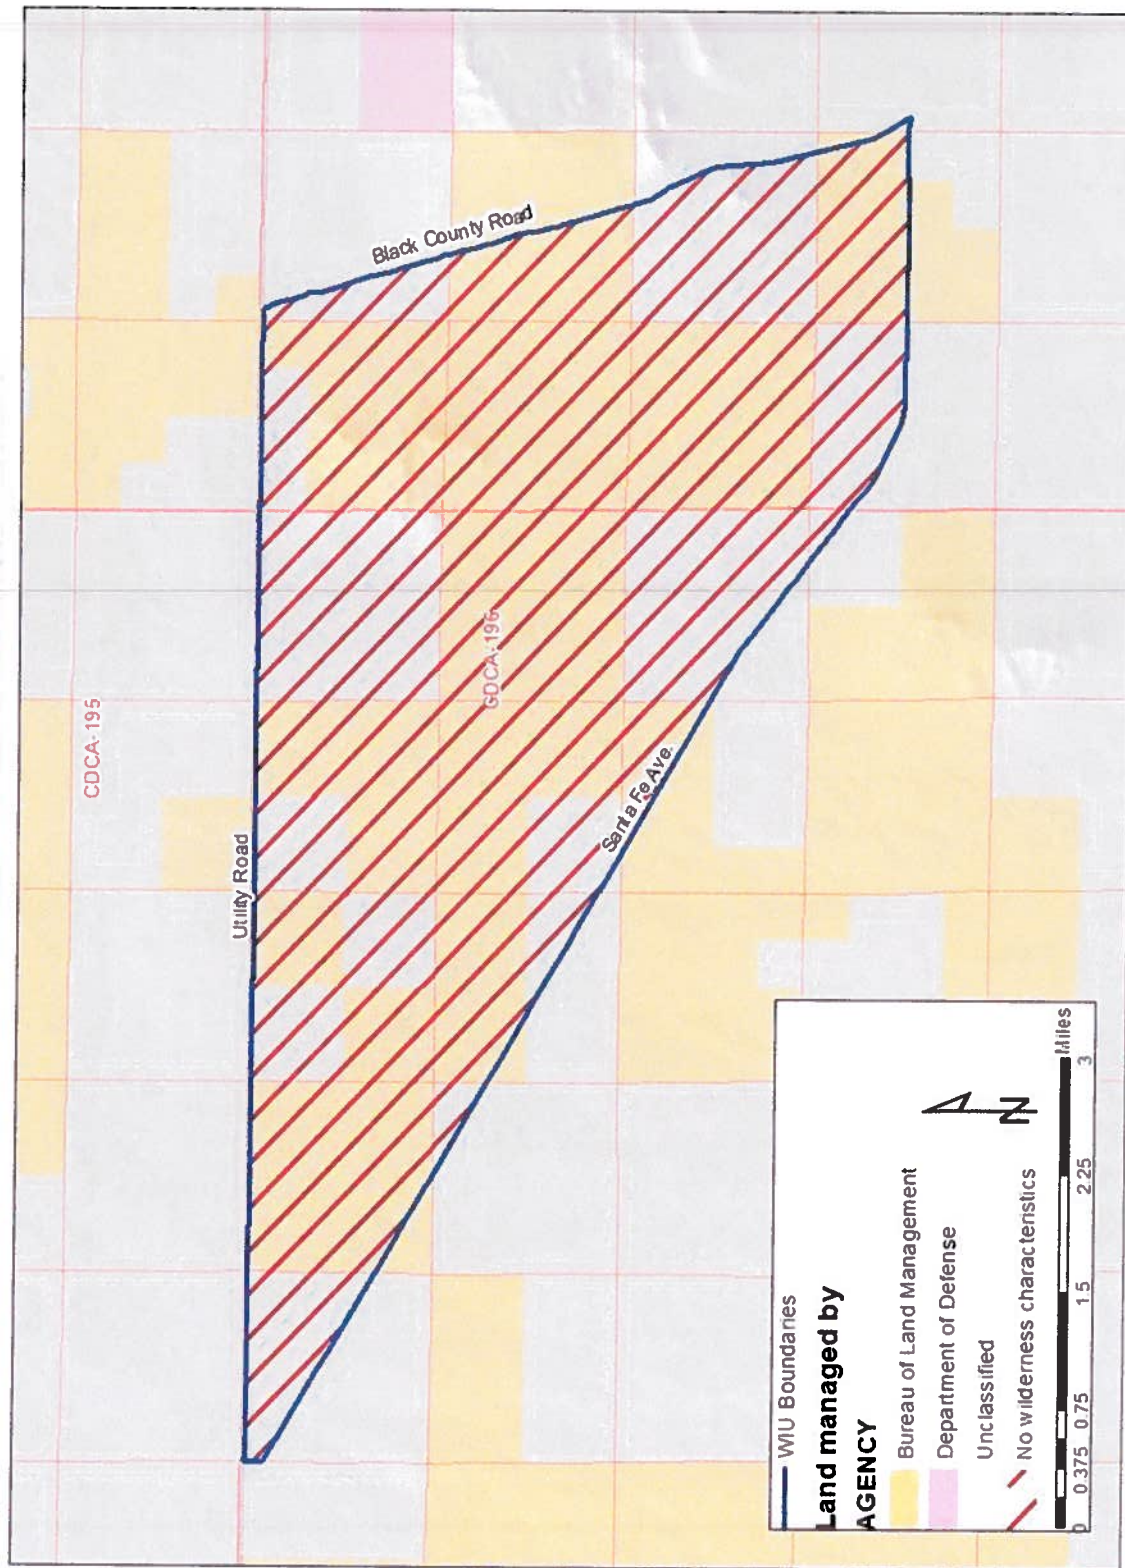 CDCA-195
Utility Road
Black County Road
CDCA-196
Santa Fe Ave.
WIU Boundaries
Land managed by
AGENCY
Bureau of Land Management
Department of Defense
Unclassified
No wilderness characteristics
N
0 0.375 0.75 1.5 2.25 3
Miles